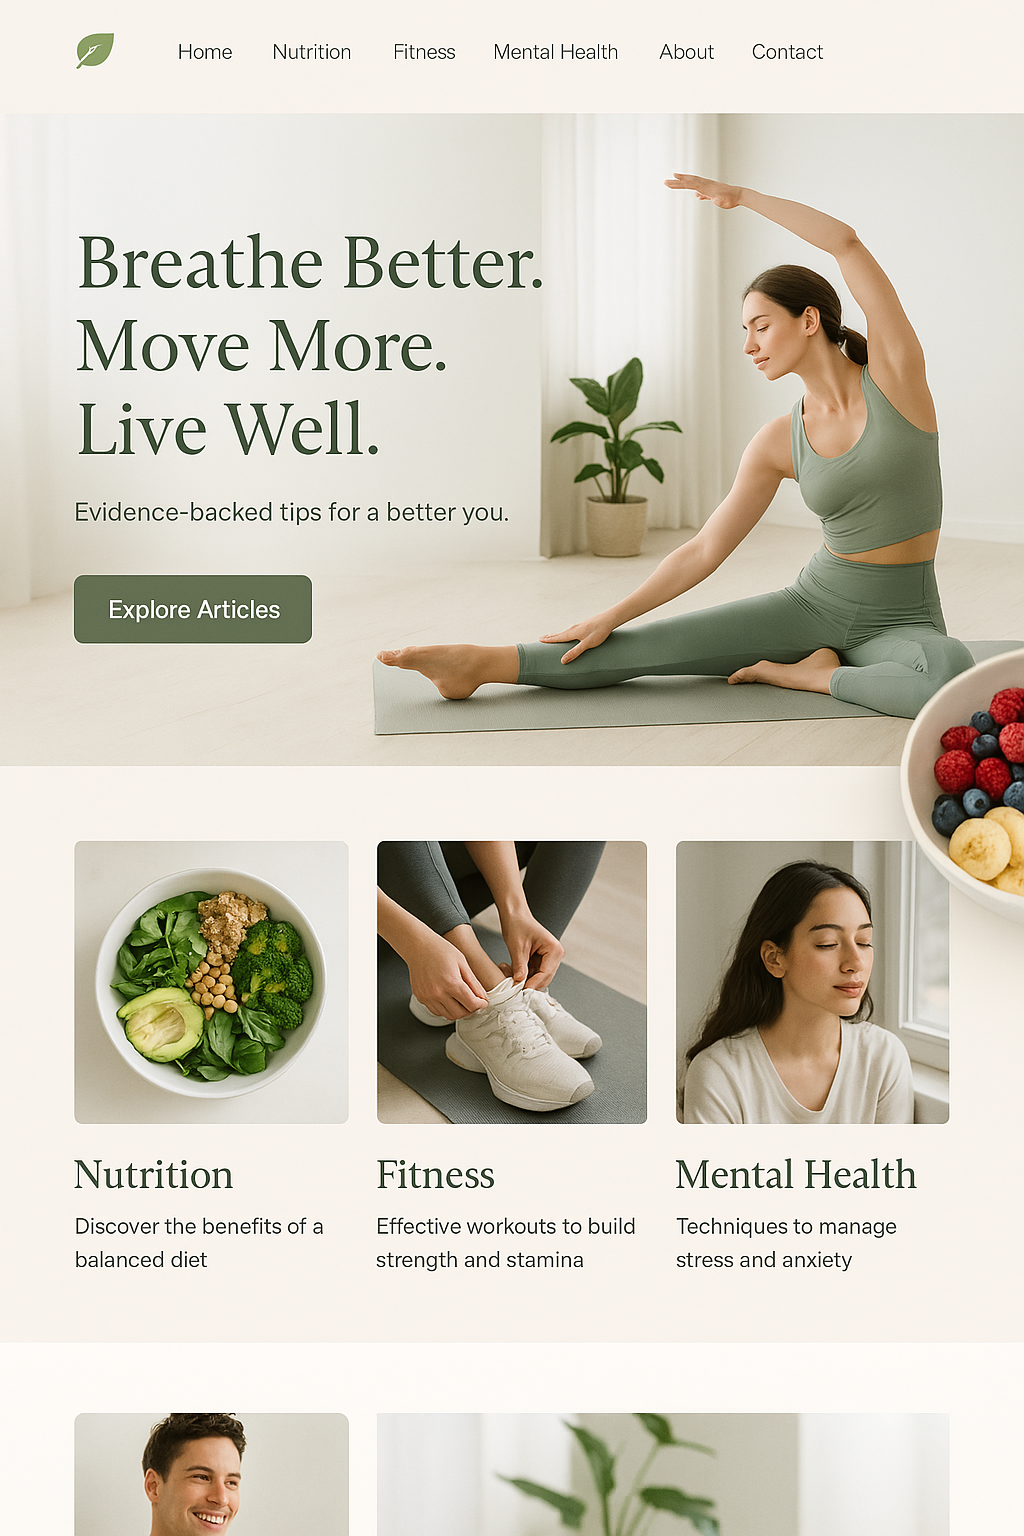 Home Nutrition Fitness Mental Health About Contact
Breathe Better.
Move More.
Live Well.
Evidence-backed tips for a better you.
Explore Articles
Nutrition
Discover the benefits of a
balanced diet
Fitness
Effective workouts to build
strength and stamina
Mental Health
Techniques to manage
stress and anxiety